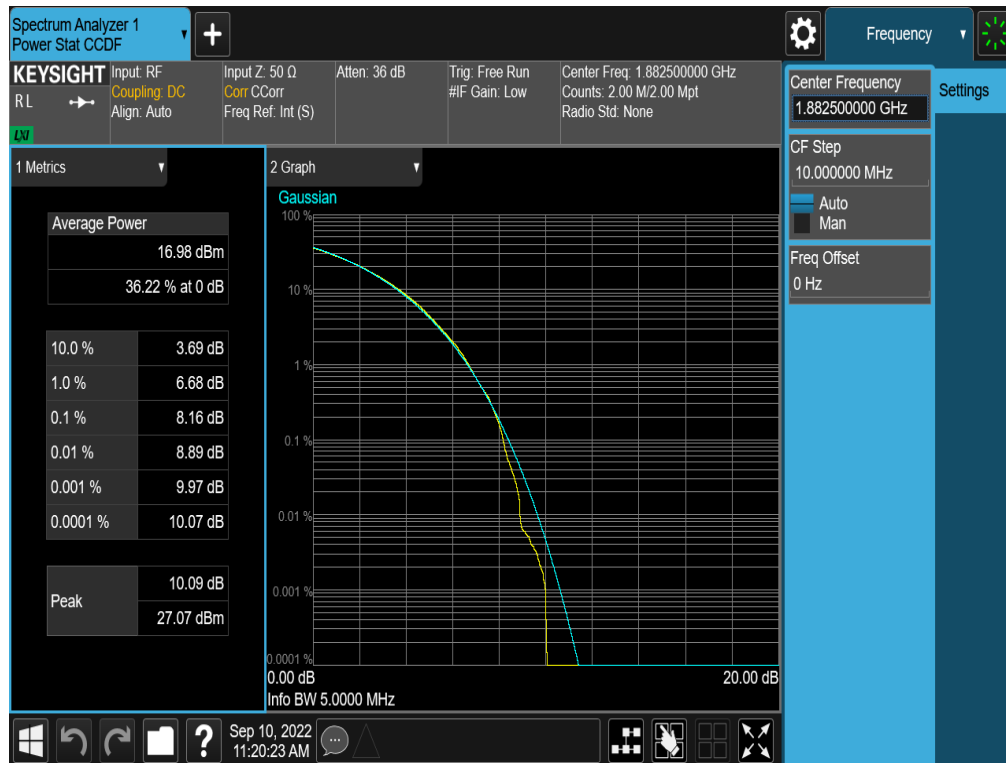 Spectrum Analyzer 1
Power Stat CCDF
Frequency
KEYSIGHT
R L
LXI
Input: RF
Coupling: DC
Align: Auto
Input Z: 50 Ω
Corr CCorr
Freq Ref: Int (S)
Atten: 36 dB
Trig: Free Run
#IF Gain: Low
Center Freq: 1.882500000 GHz
Counts: 2.00 M/2.00 Mpt
Radio Std: None
Center Frequency
1.882500000 GHz
Settings
CF Step
10.000000 MHz
Auto
Man
Freq Offset
0 Hz
1 Metrics
Average Power
16.98 dBm
36.22 % at 0 dB
10.0 % 3.69 dB
1.0 % 6.68 dB
0.1 % 8.16 dB
0.01 % 8.89 dB
0.001 % 9.97 dB
0.0001 % 10.07 dB
Peak
10.09 dB
27.07 dBm
2 Graph
Gaussian
100 %
10 %
1 %
0.1 %
0.01 %
0.001 %
0.0001 %
0.00 dB 20.00 dB
Info BW 5.0000 MHz
?
Sep 10, 2022
11:20:23 AM